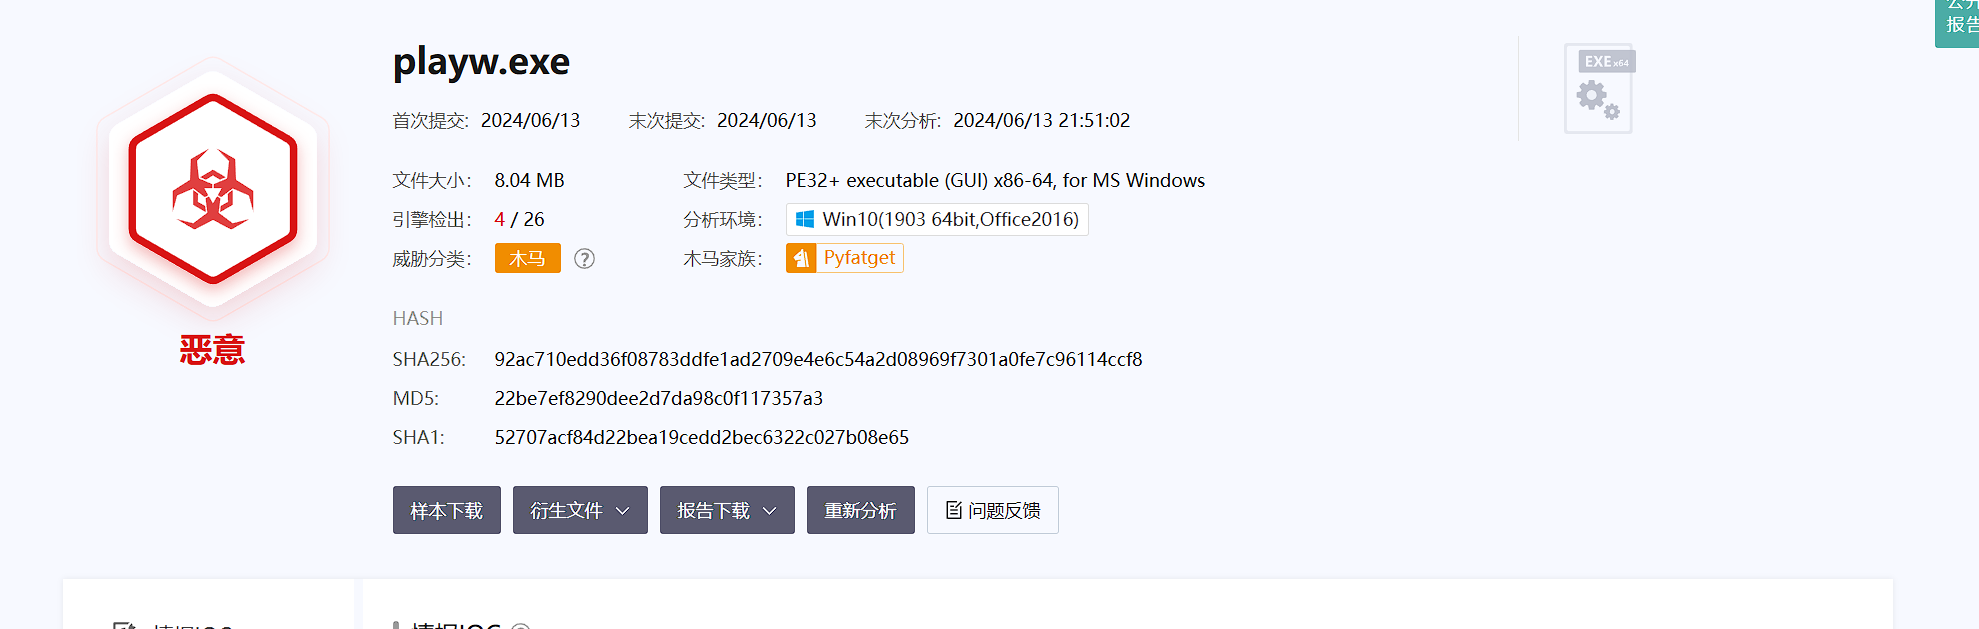 报告
playw.exe
EXE x64
首次提交: 2024/06/13 末次提交: 2024/06/13 末次分析: 2024/06/13 21:51:02
文件大小: 8.04 MB 文件类型: PE32+ executable (GUI) x86-64, for MS Windows
引擎检出: 4 / 26 分析环境: Win10(1903 64bit,Office2016)
威胁分类: 木马 ? 木马家族: Pyfatget
恶意
HASH
SHA256: 92ac710edd36f08783ddfe1ad2709e4e6c54a2d08969f7301a0fe7c96114ccf8
MD5: 22be7ef8290dee2d7da98c0f117357a3
SHA1: 52707acf84d22bea19cedd2bec6322c027b08e65
样本下载 衍生文件 报告下载 重新分析 问题反馈